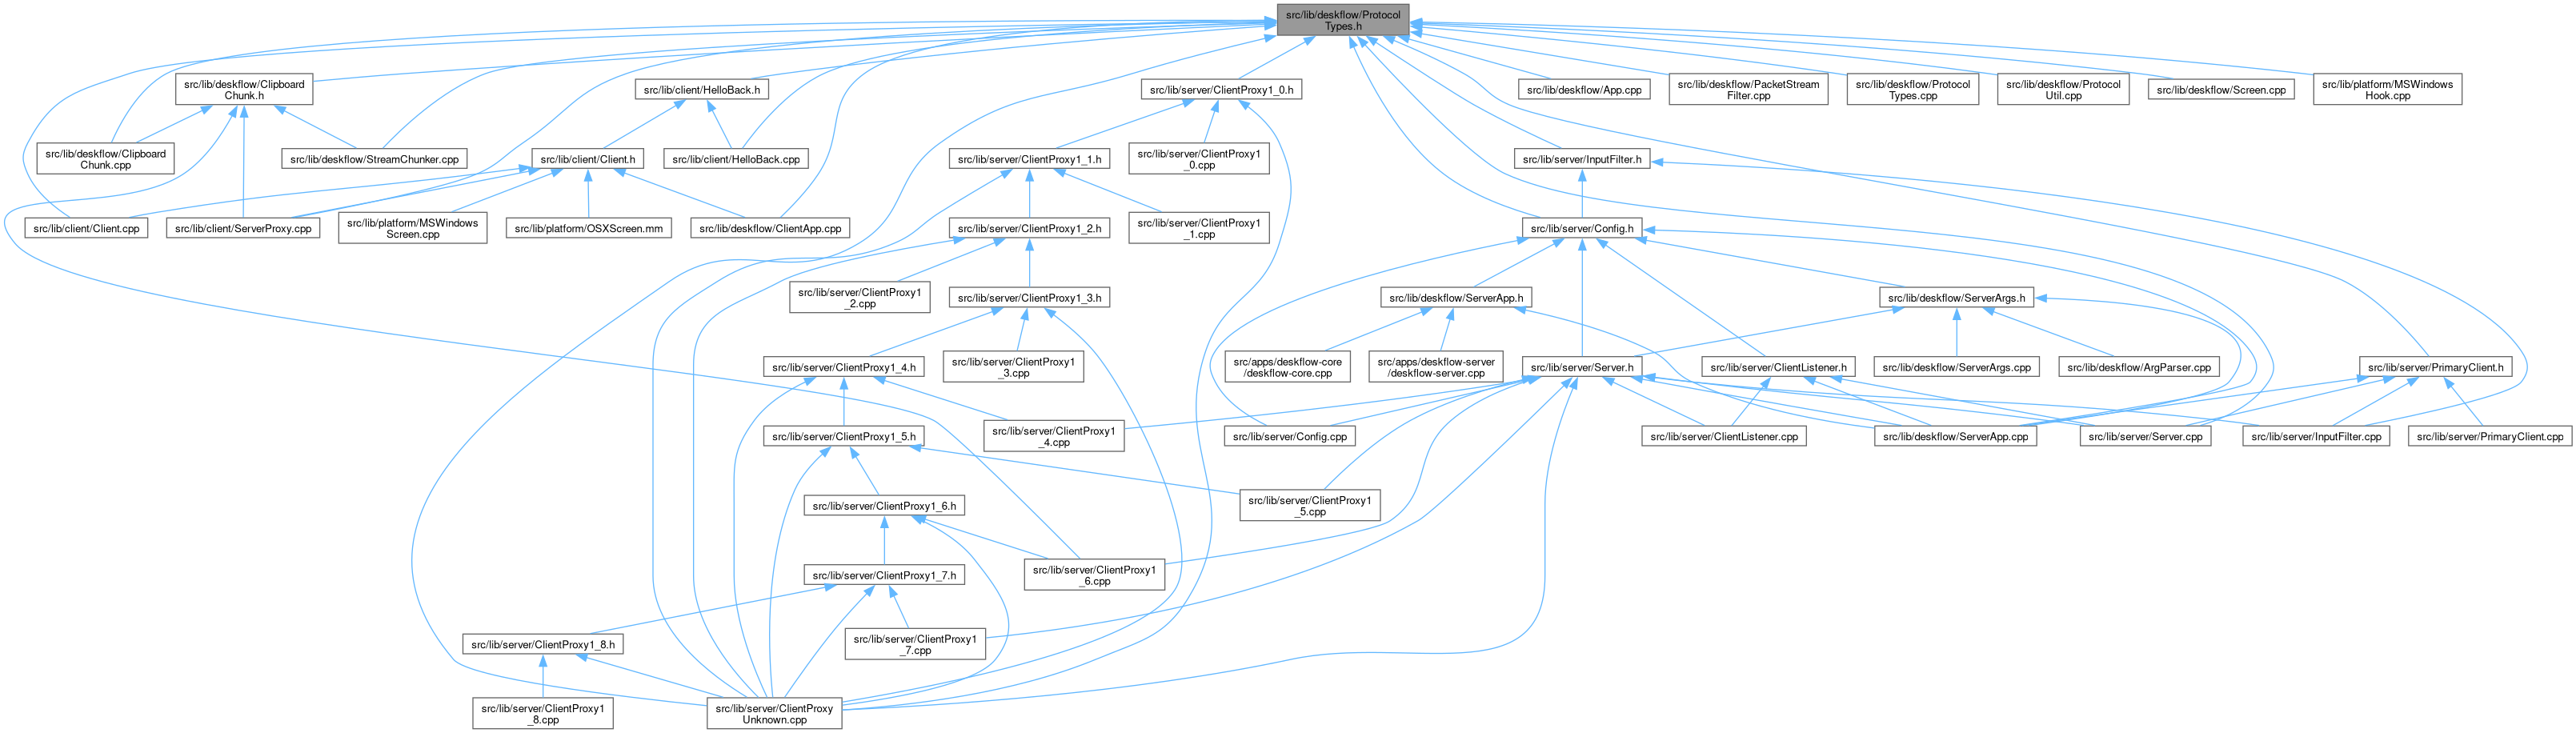 src/lib/deskflow/Protocol
Types.h
src/lib/deskflow/Clipboard
Chunk.h
src/lib/client/HelloBack.h
src/lib/server/ClientProxy1_0.h
src/lib/deskflow/App.cpp
src/lib/deskflow/PacketStream
Filter.cpp
src/lib/deskflow/Protocol
Types.cpp
src/lib/deskflow/Protocol
Util.cpp
src/lib/deskflow/Screen.cpp
src/lib/platform/MSWindows
Hook.cpp
src/lib/deskflow/Clipboard
Chunk.cpp
src/lib/deskflow/StreamChunker.cpp
src/lib/client/Client.h
src/lib/client/HelloBack.cpp
src/lib/server/ClientProxy1_1.h
src/lib/server/ClientProxy1
_0.cpp
src/lib/server/InputFilter.h
src/lib/client/Client.cpp
src/lib/client/ServerProxy.cpp
src/lib/platform/MSWindows
Screen.cpp
src/lib/platform/OSXScreen.mm
src/lib/deskflow/ClientApp.cpp
src/lib/server/ClientProxy1_2.h
src/lib/server/ClientProxy1
_1.cpp
src/lib/server/Config.h
src/lib/server/ClientProxy1
_2.cpp
src/lib/server/ClientProxy1_3.h
src/lib/deskflow/ServerApp.h
src/lib/deskflow/ServerArgs.h
src/lib/server/ClientProxy1_4.h
src/lib/server/ClientProxy1
_3.cpp
src/apps/deskflow-core
/deskflow-core.cpp
src/apps/deskflow-server
/deskflow-server.cpp
src/lib/server/Server.h
src/lib/server/ClientListener.h
src/lib/deskflow/ServerArgs.cpp
src/lib/deskflow/ArgParser.cpp
src/lib/server/PrimaryClient.h
src/lib/server/ClientProxy1_5.h
src/lib/server/ClientProxy1
_4.cpp
src/lib/server/Config.cpp
src/lib/server/ClientListener.cpp
src/lib/deskflow/ServerApp.cpp
src/lib/server/Server.cpp
src/lib/server/InputFilter.cpp
src/lib/server/PrimaryClient.cpp
src/lib/server/ClientProxy1_6.h
src/lib/server/ClientProxy1
_5.cpp
src/lib/server/ClientProxy1_7.h
src/lib/server/ClientProxy1
_6.cpp
src/lib/server/ClientProxy1_8.h
src/lib/server/ClientProxy1
_7.cpp
src/lib/server/ClientProxy1
_8.cpp
src/lib/server/ClientProxy
Unknown.cpp